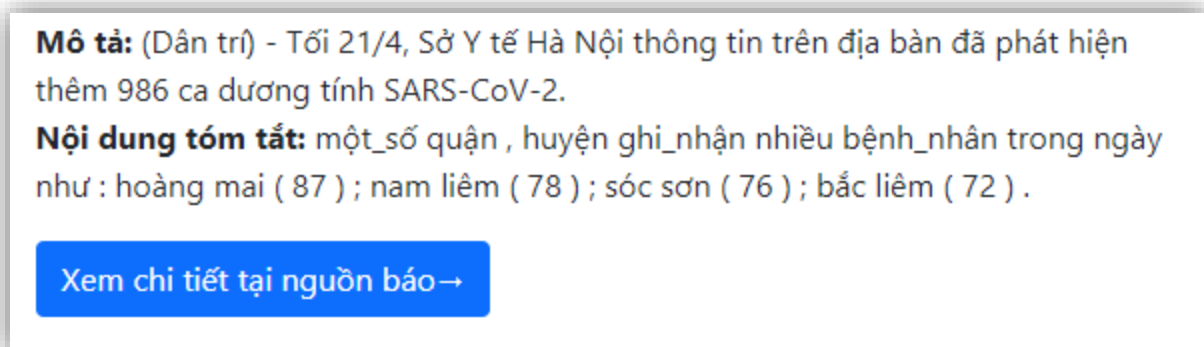 Mô tả: (Dân trí) - Tối 21/4, Sở Y tế Hà Nội thông tin trên địa bàn đã phát hiện
thêm 986 ca dương tính SARS-CoV-2.
Nội dung tóm tắt: một_số quận , huyện ghi_nhận nhiều bệnh_nhân trong ngày
như : hoàng mai ( 87 ) ; nam liêm ( 78 ) ; sóc sơn ( 76 ) ; bắc liêm ( 72 ) .
Xem chi tiết tại nguồn báo→